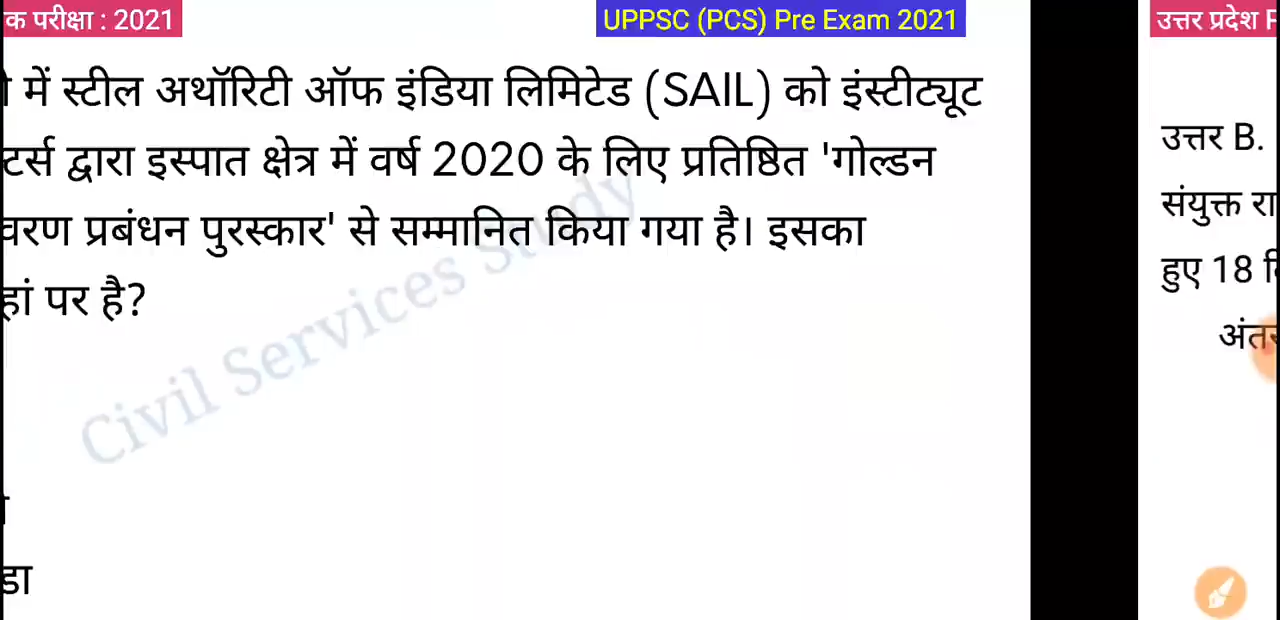 क परीक्षा : 2021
UPPSC (PCS) Pre Exam 2021
में स्टील अथॉरिटी ऑफ इंडिया लिमिटेड (SAIL) को इंस्टीट्यूट
टर्स द्वारा इस्पात क्षेत्र में वर्ष 2020 के लिए प्रतिष्ठित 'गोल्डन
वरण प्रबंधन पुरस्कार' से सम्मानित किया गया है। इसका
हां पर है?
डा
Civil Services Study
उत्तर प्रदेश
उत्तर B.
संयुक्त रा
हुए 18
अंत